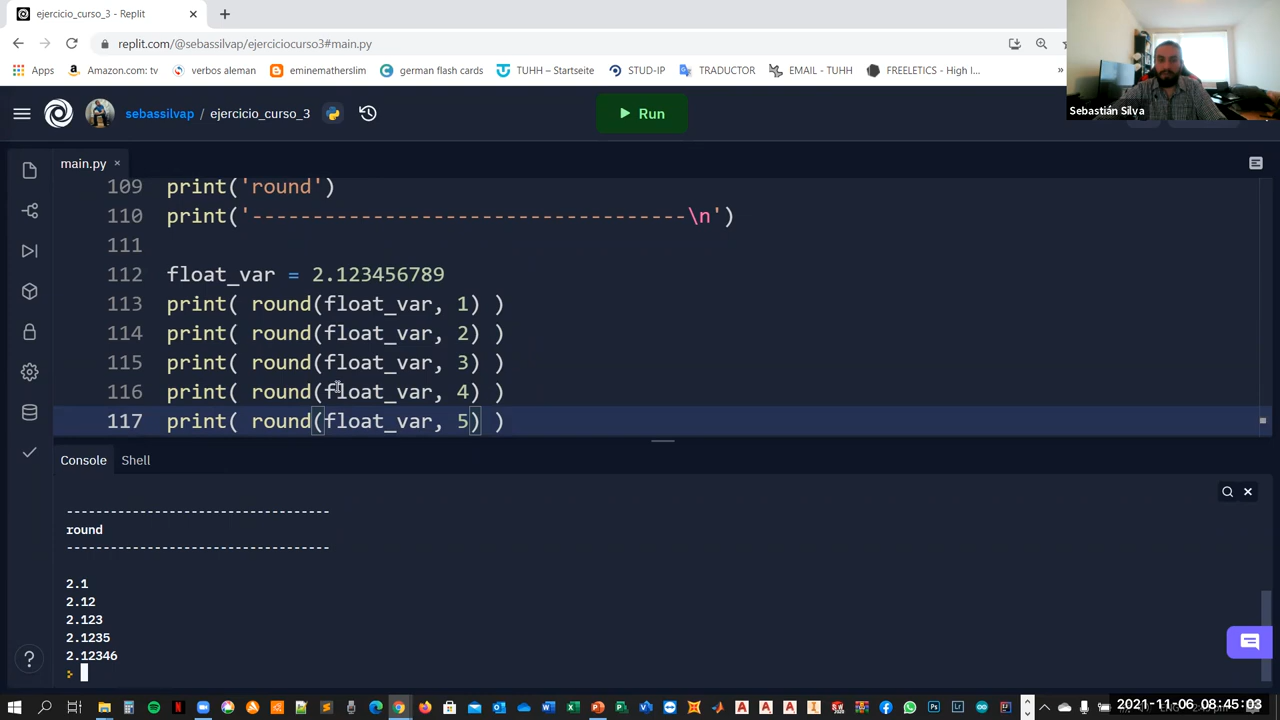 ejercicio_curso_3 - Replit
replit.com/@sebassilvap/ejerciciocurso3#main.py
Apps Amazon.com: tv verbos aleman eminematherslim german flash cards TUHH – Startseite STUD-IP TRADUCTOR EMAIL - TUHH FREELETICS - High I... »
Sebastián Silva
sebassilvap / ejercicio_curso_3
Run
main.py
109 print('round')
110 print('------------------------------------\n')
111
112 float_var = 2.123456789
113 print( round(float_var, 1) )
114 print( round(float_var, 2) )
115 print( round(float_var, 3) )
116 print( round(float_var, 4) )
117 print( round(float_var, 5) )
Console Shell
------------------------------------
round
------------------------------------
2.1
2.12
2.123
2.1235
2.12346
2021-11-06 08:45:03